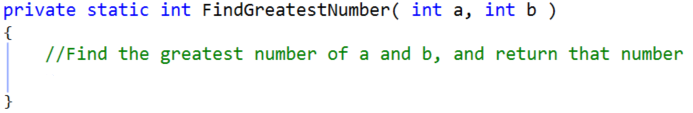 private static int FindGreatestNumber( int a, int b )
{
//Find the greatest number of a and b, and return that number
}